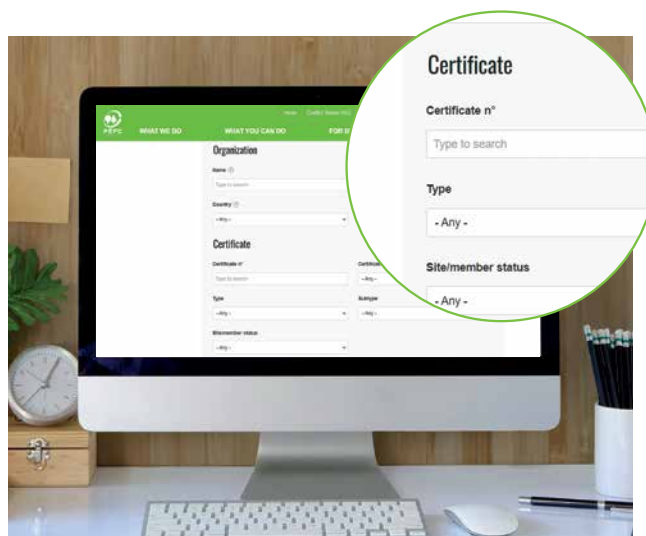 PEFC
WHAT WE DO WHAT YOU CAN DO
Organization
Name
Type to search
Country
- Any -
Certificate
Certificate n°
Type to search
- Any -
Type Subtype
- Any - - Any -
Site/member status
- Any -
Certificate
Certificate n°
Type to search
Type
- Any -
Site/member status
- Any -